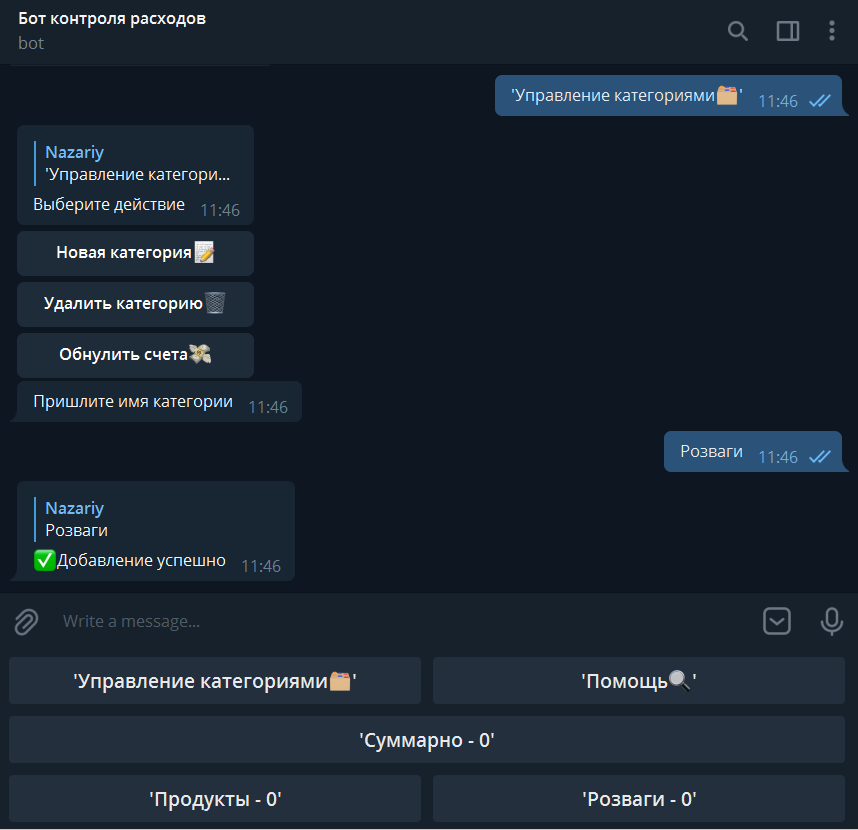 Бот контроля расходов
bot
'Управление категориями🗂️' 11:46
Nazariy
'Управление категори...
Выберите действие 11:46
Новая категория📝
Удалить категорию🗑️
Обнулить счета💸
Пришлите имя категории 11:46
Розваги 11:46
Nazariy
Розваги
✅Добавление успешно 11:46
Write a message...
'Управление категориями🗂️' 'Помощь🔍'
'Суммарно - 0'
'Продукты - 0' 'Розваги - 0'